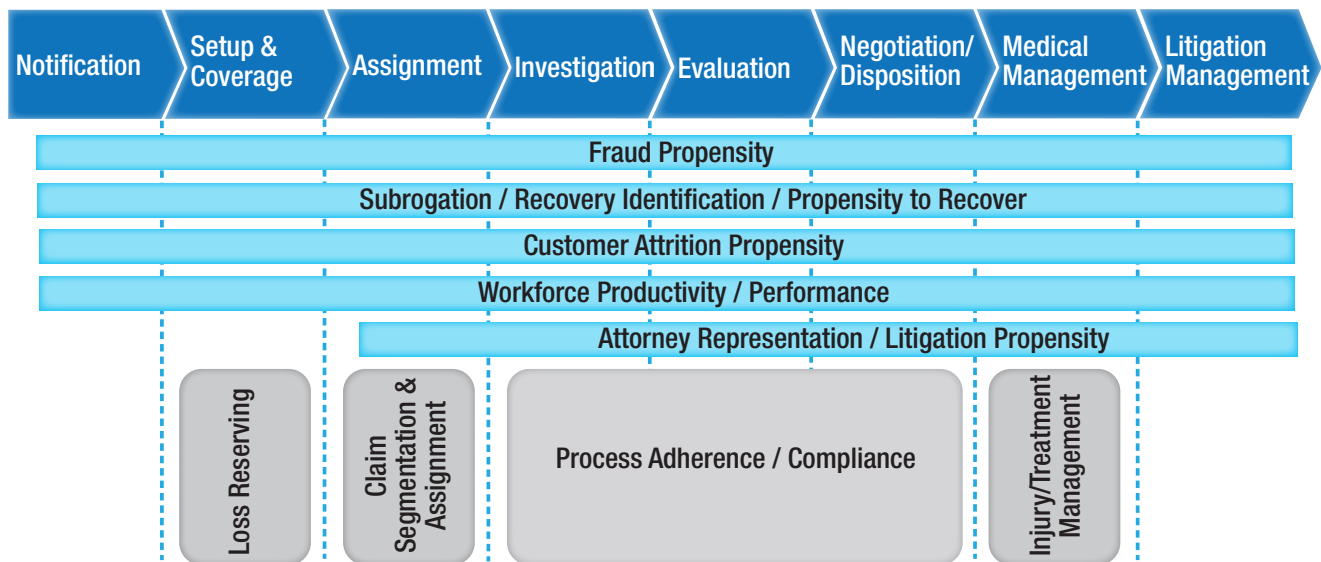 Notification
Setup &
Coverage
Assignment
Investigation
Evaluation
Negotiation/
Disposition
Medical
Management
Litigation
Management
Fraud Propensity
Subrogation / Recovery Identification / Propensity to Recover
Customer Attrition Propensity
Workforce Productivity / Performance
Attorney Representation / Litigation Propensity
Loss Reserving
Claim
Segmentation &
Assignment
Process Adherence / Compliance
Injury/Treatment
Management